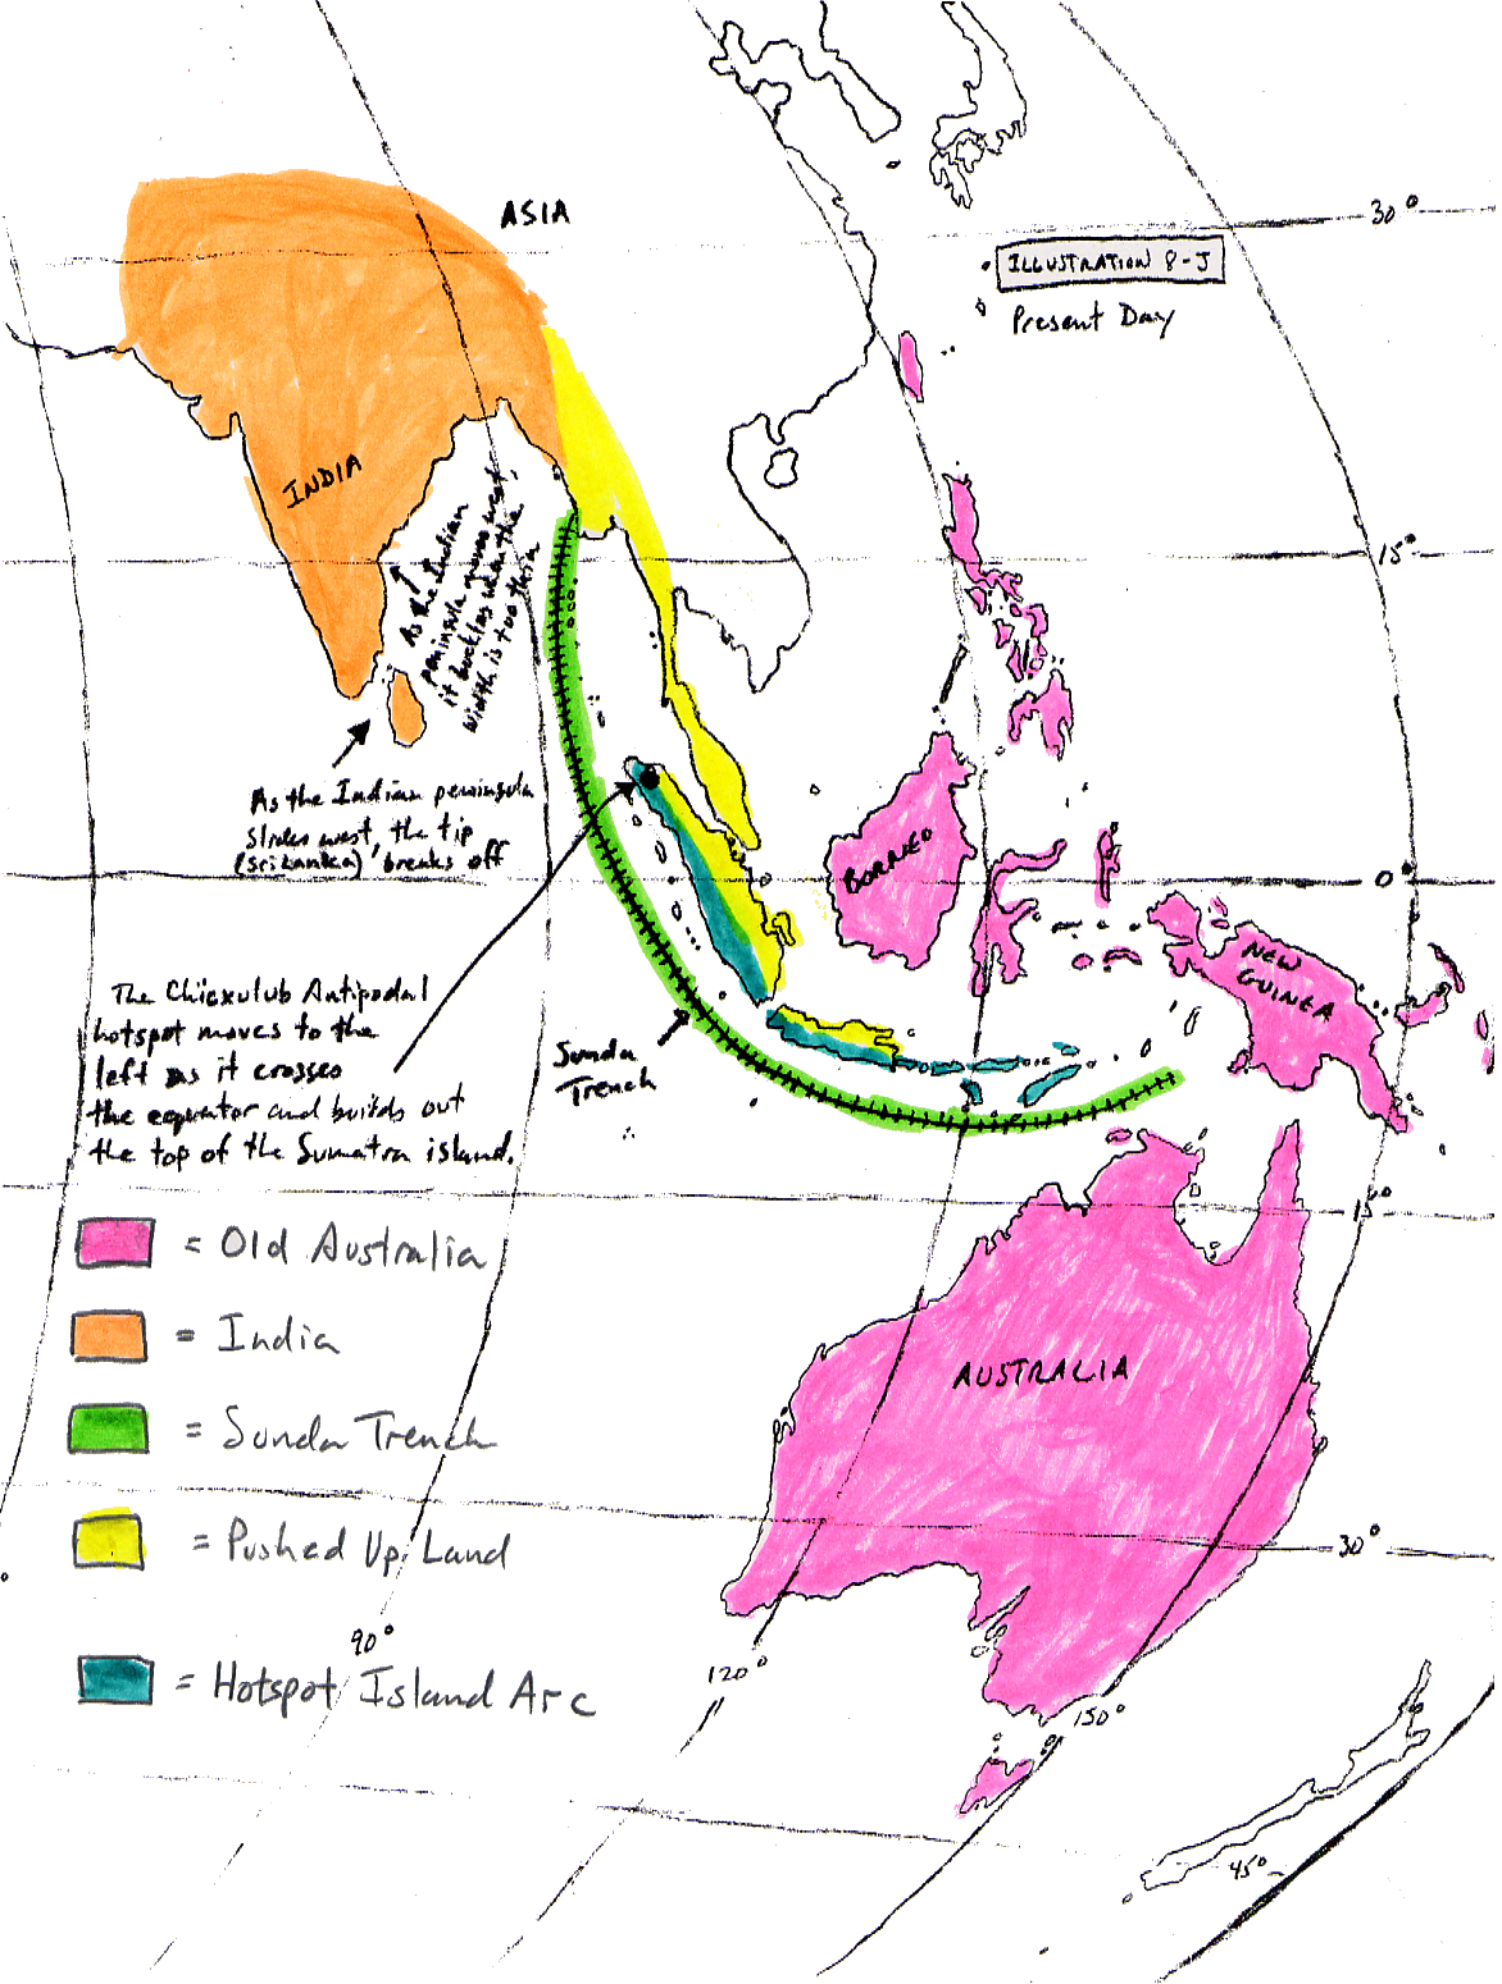 ASIA
30°
ILLUSTRATION 8-J
Present Day
INDIA
As the Indian
peninsula moves west,
it buckles when the
width is too thin
15°
As the Indian peninsula
slides west, the tip
(Sri Lanka) breaks off
BORNEO
0°
NEW
GUINEA
The Chicxulub Antipodal
hotspot moves to the
left as it crosses
the equator and builds out
the top of the Sumatra island.
Sunda
Trench
15°
= Old Australia
= India
AUSTRALIA
= Sunda Trench
= Pushed Up Land
30°
90°
120°
= Hotspot Island Arc
150°
45°